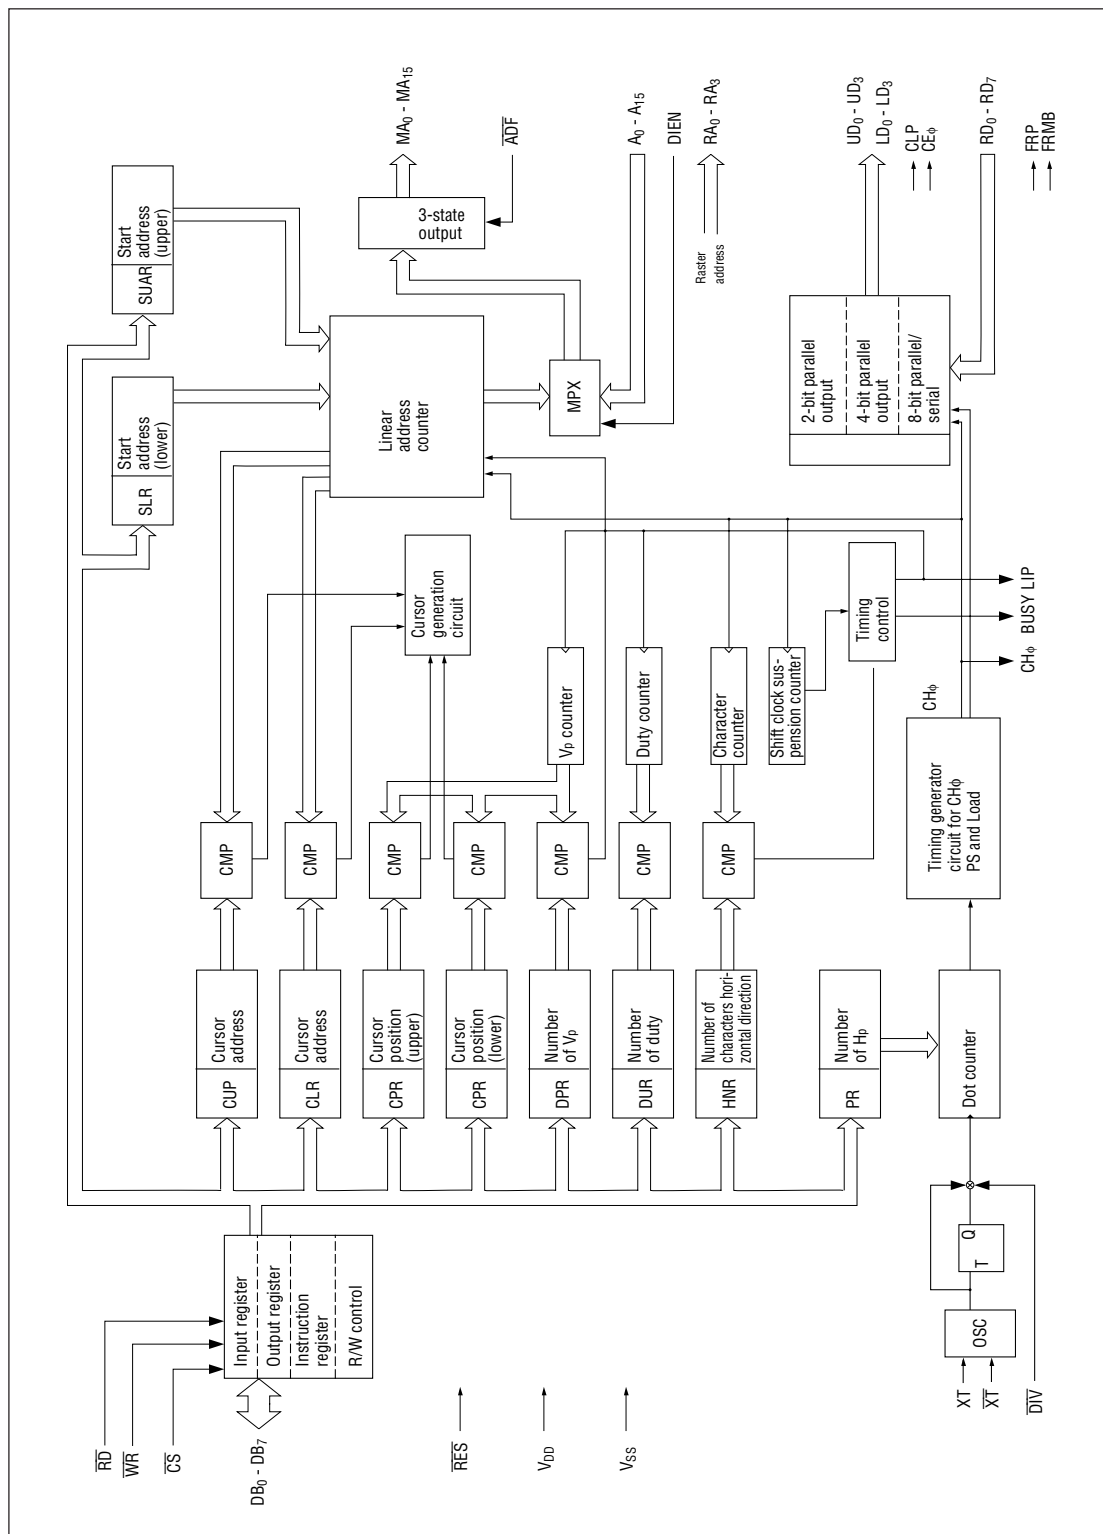 RD
WR
CS
DB0 - DB7
RES
VDD
VSS
Input register
Output register
Instruction
register
R/W control
XT
XT
DIV
OSC
T
Q
CUP
Cursor
address
CLR
Cursor
address
CPR
Cursor
position
(upper)
CPR
Cursor
position
(lower)
DPR
Number
of Vp
DUR
Number
of duty
HNR
Number of
characters hori-
zontal direction
PR
Number
of Hp
Dot counter
CMP
CMP
CMP
CMP
CMP
CMP
CMP
Vp counter
Duty counter
Character
counter
Shift clock sus-
pension counter
Timing
control
Timing generator
circuit for CHϕ
PS and Load
CHϕ
CHϕ
BUSY
LIP
Cursor
generation
circuit
SLR
Start
address
(lower)
SUAR
Start
address
(upper)
Linear
address
counter
MPX
3-state
output
MA0 - MA15
ADF
A0 - A15
DIEN
Raster
address
RA0 - RA3
2-bit parallel
output
4-bit parallel
output
8-bit parallel/
serial
UD0 - UD3
LD0 - LD3
CLP
CEϕ
RD0 - RD7
FRP
FRMB